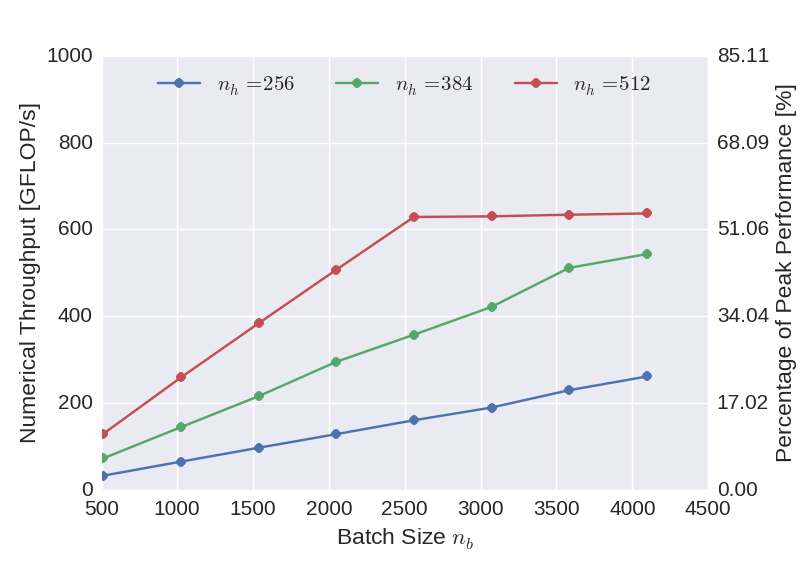 n_h =256 n_h =384 n_h =512
Numerical Throughput [GFLOP/s]
1000
800
600
400
200
0
85.11
68.09
51.06
34.04
17.02
0.00
Percentage of Peak Performance [%]
500 1000 1500 2000 2500 3000 3500 4000 4500
Batch Size n_b